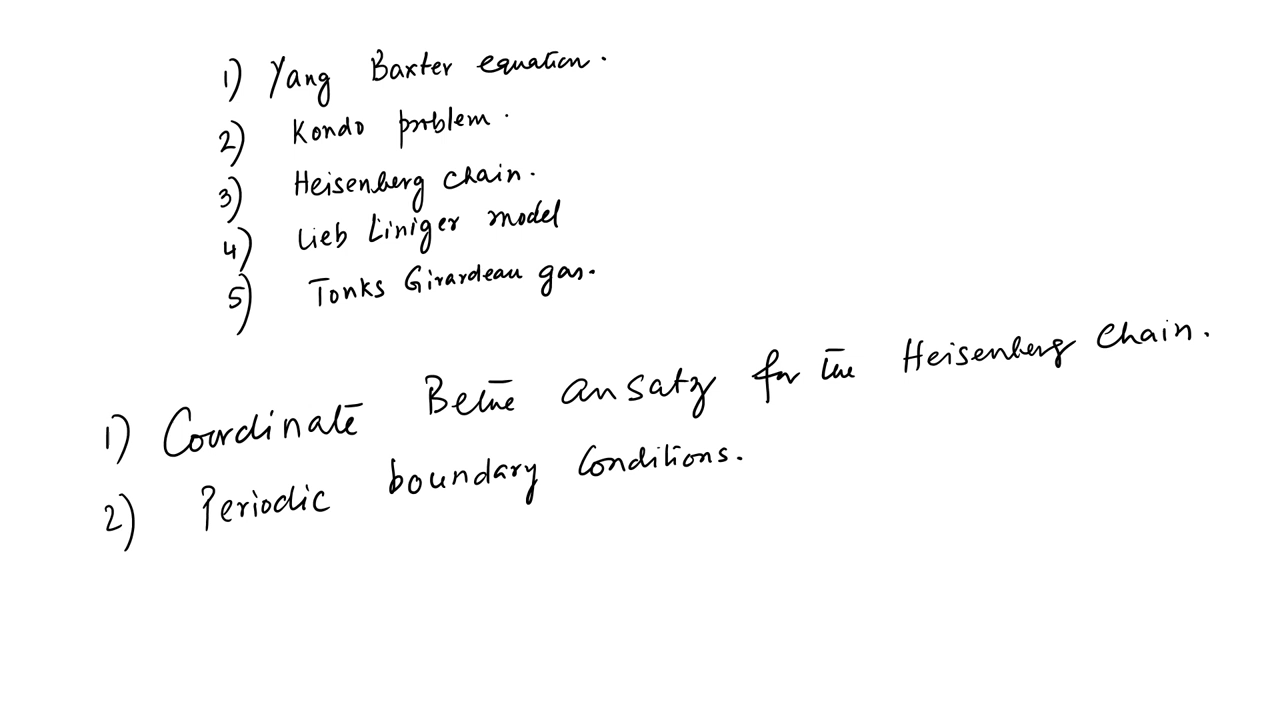 1) Yang Baxter equation.
2) Kondo problem.
3) Heisenberg chain.
4) Lieb Liniger model
5) Tonks Girardeau gas.
1) Coordinate Bethe ansatz for the Heisenberg Chain.
2) Periodic boundary Conditions.